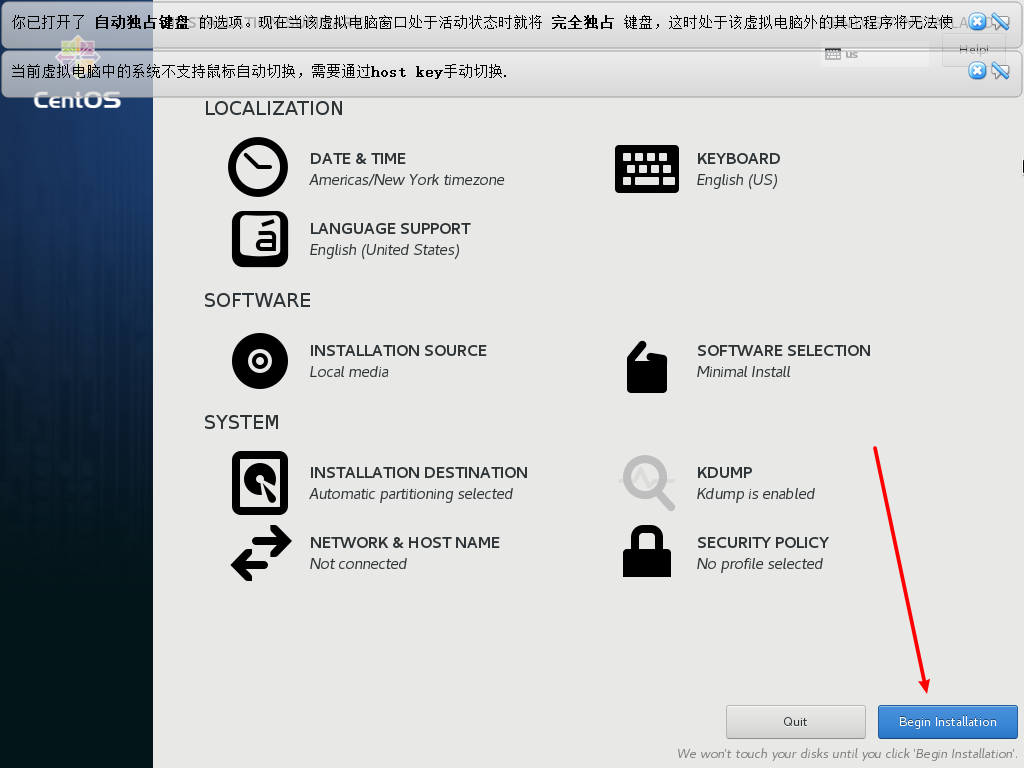 你已打开了 自动独占键盘 的选项。现在当该虚拟电脑窗口处于活动状态时就将 完全独占 键盘，这时处于该虚拟电脑外的其它程序将无法使
当前虚拟电脑中的系统不支持鼠标自动切换，需要通过host key手动切换.
us
Help!
CentOS
LOCALIZATION
DATE & TIME
Americas/New York timezone
KEYBOARD
English (US)
LANGUAGE SUPPORT
English (United States)
SOFTWARE
INSTALLATION SOURCE
Local media
SOFTWARE SELECTION
Minimal Install
SYSTEM
INSTALLATION DESTINATION
Automatic partitioning selected
KDUMP
Kdump is enabled
NETWORK & HOST NAME
Not connected
SECURITY POLICY
No profile selected
Quit
Begin Installation
We won't touch your disks until you click 'Begin Installation'.